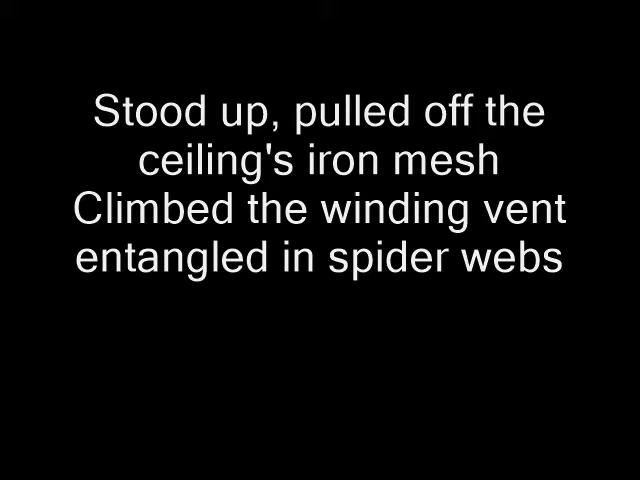 Stood up, pulled off the
ceiling's iron mesh
Climbed the winding vent
entangled in spider webs